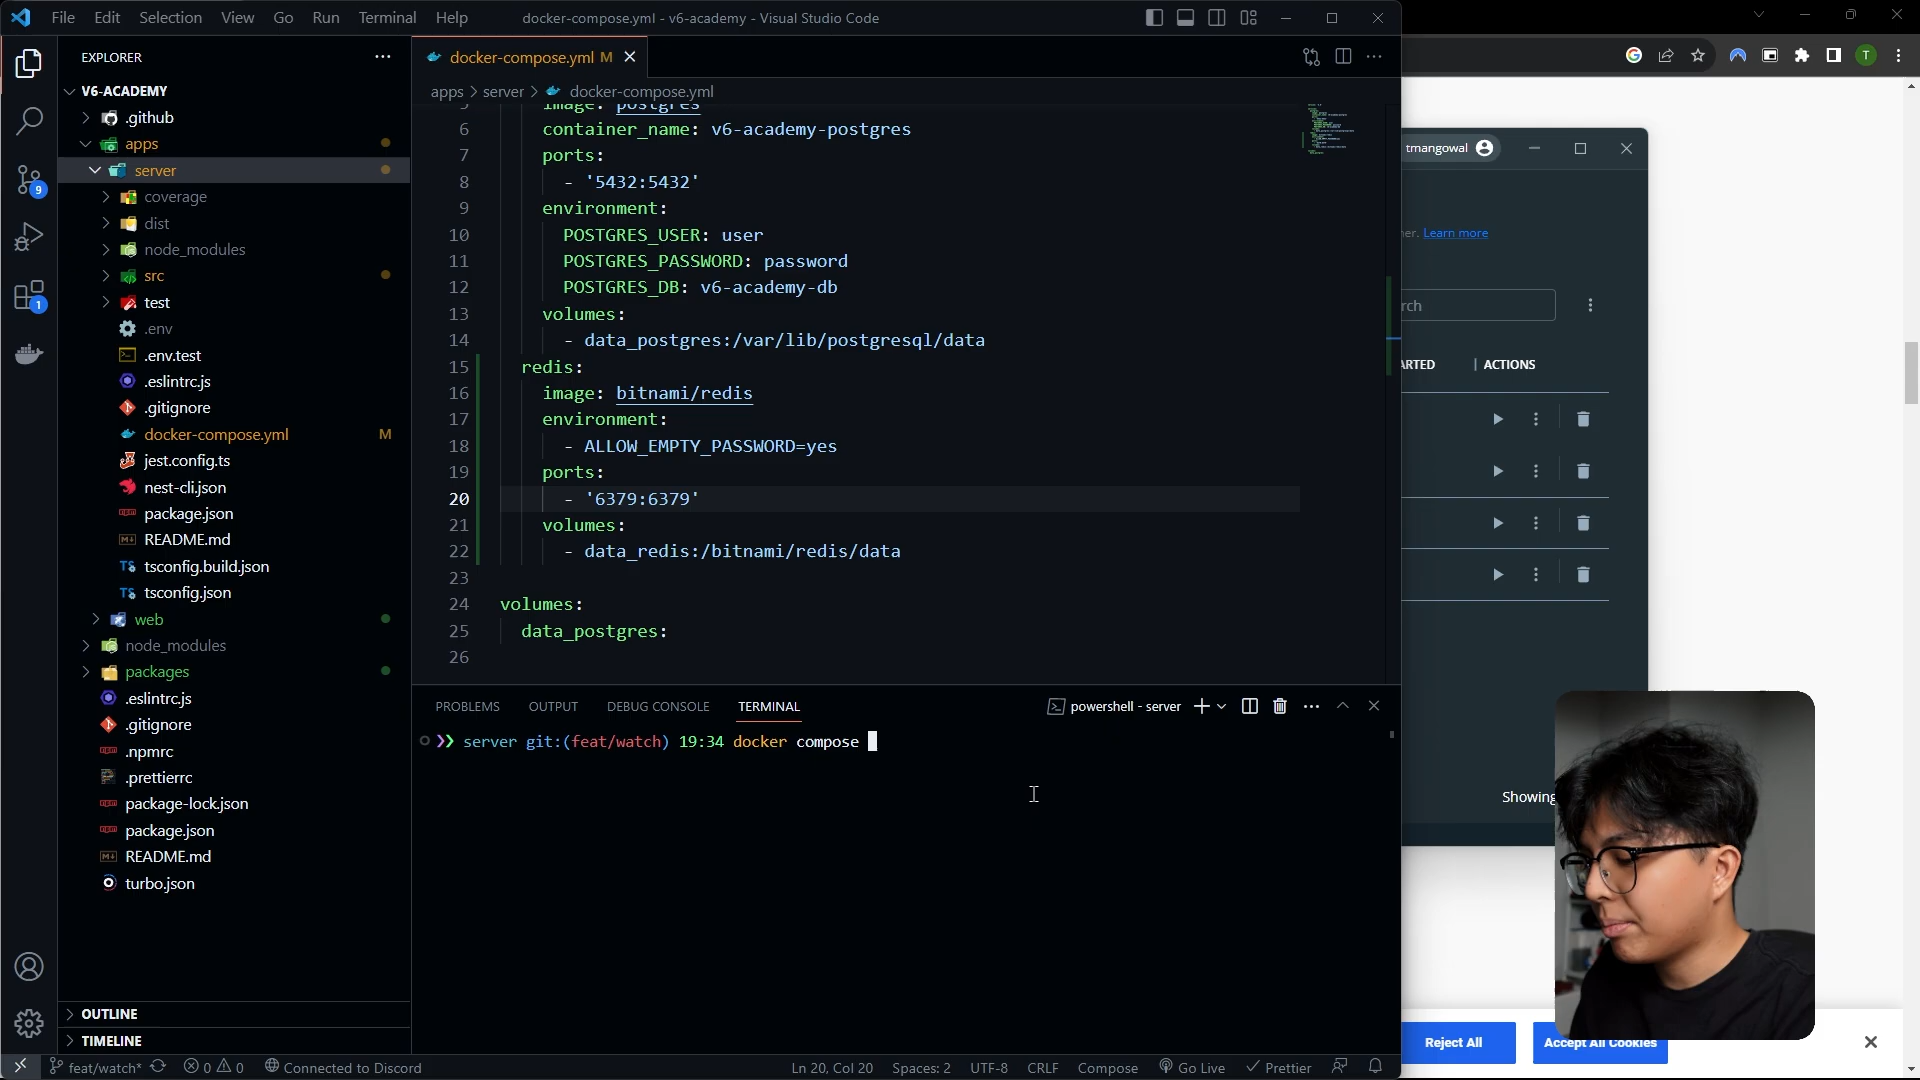 File Edit Selection View Go Run Terminal Help
docker-compose.yml - v6-academy - Visual Studio Code
EXPLORER
V6-ACADEMY
.github
apps
server
coverage
dist
node_modules
src
test
.env
.env.test
.eslintrc.js
.gitignore
docker-compose.yml M
jest.config.ts
nest-cli.json
package.json
README.md
tsconfig.build.json
tsconfig.json
web
node_modules
packages
.eslintrc.js
.gitignore
.npmrc
.prettierrc
package-lock.json
package.json
README.md
turbo.json
OUTLINE
TIMELINE
9
1
docker-compose.yml M
apps > server > docker-compose.yml
5 image: postgres
6 container_name: v6-academy-postgres
7 ports:
8 - '5432:5432'
9 environment:
10 POSTGRES_USER: user
11 POSTGRES_PASSWORD: password
12 POSTGRES_DB: v6-academy-db
13 volumes:
14 - data_postgres:/var/lib/postgresql/data
15 redis:
16 image: bitnami/redis
17 environment:
18 - ALLOW_EMPTY_PASSWORD=yes
19 ports:
20 - '6379:6379'
21 volumes:
22 - data_redis:/bitnami/redis/data
23
24 volumes:
25 data_postgres:
26
PROBLEMS OUTPUT DEBUG CONSOLE TERMINAL
powershell - server
server git:(feat/watch) 19:34 docker compose
feat/watch* 0 0 Connected to Discord
Ln 20, Col 20 Spaces: 2 UTF-8 CRLF Compose Go Live Prettier
T
tmangowal
Learn more
ACTIONS
Showing
Reject All
Accept All Cookies